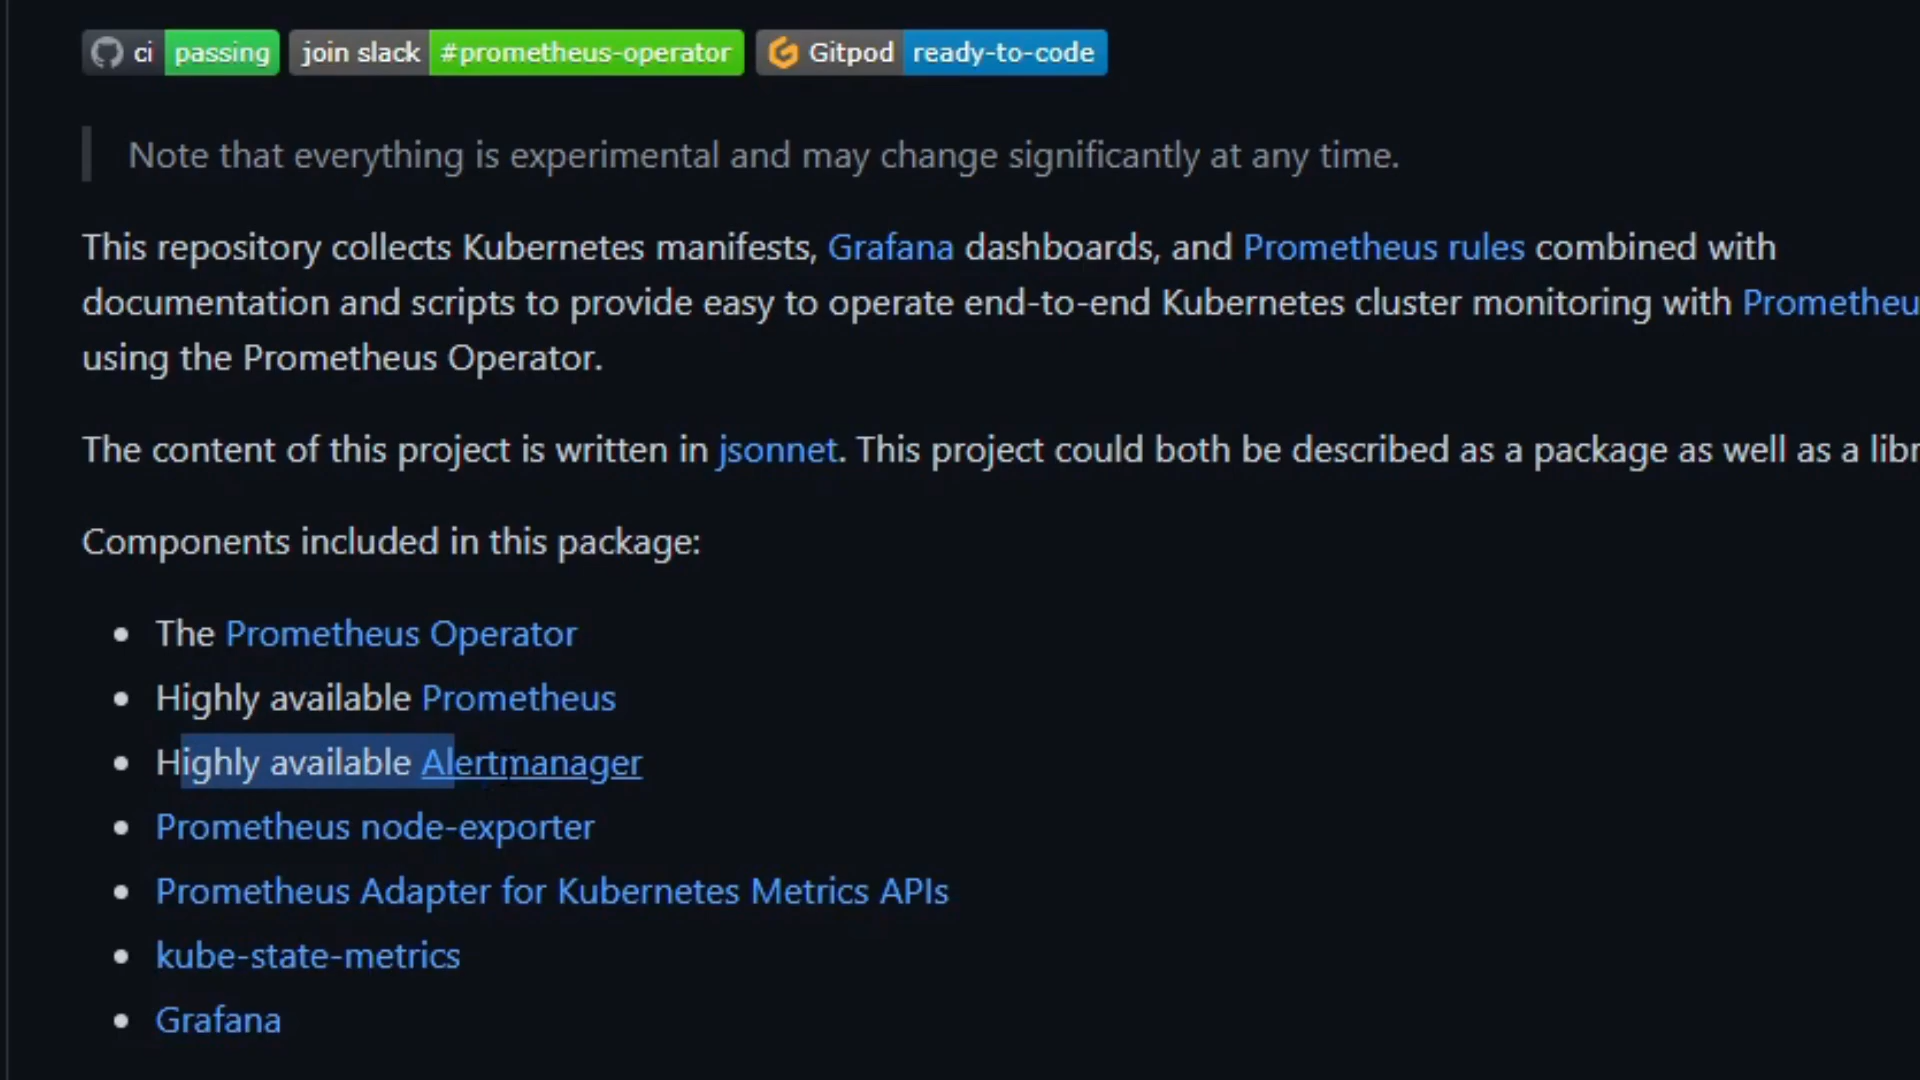 ci passing join slack #prometheus-operator Gitpod ready-to-code
Note that everything is experimental and may change significantly at any time.
This repository collects Kubernetes manifests, Grafana dashboards, and Prometheus rules combined with
documentation and scripts to provide easy to operate end-to-end Kubernetes cluster monitoring with Prometheu
using the Prometheus Operator.
The content of this project is written in jsonnet. This project could both be described as a package as well as a libr
Components included in this package:
• The Prometheus Operator
• Highly available Prometheus
• Highly available Alertmanager
• Prometheus node-exporter
• Prometheus Adapter for Kubernetes Metrics APIs
• kube-state-metrics
• Grafana